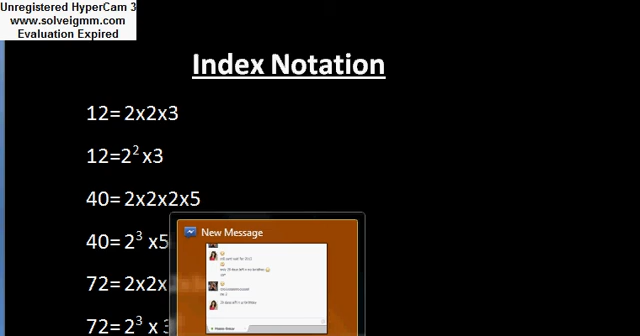 Unregistered HyperCam 3
www.solveigmm.com
Evaluation Expired
Index Notation
12= 2x2x3
12=2² x3
40= 2x2x2x5
40= 2³ x5
New Message
72= 2x2x
72= 2³ x 3